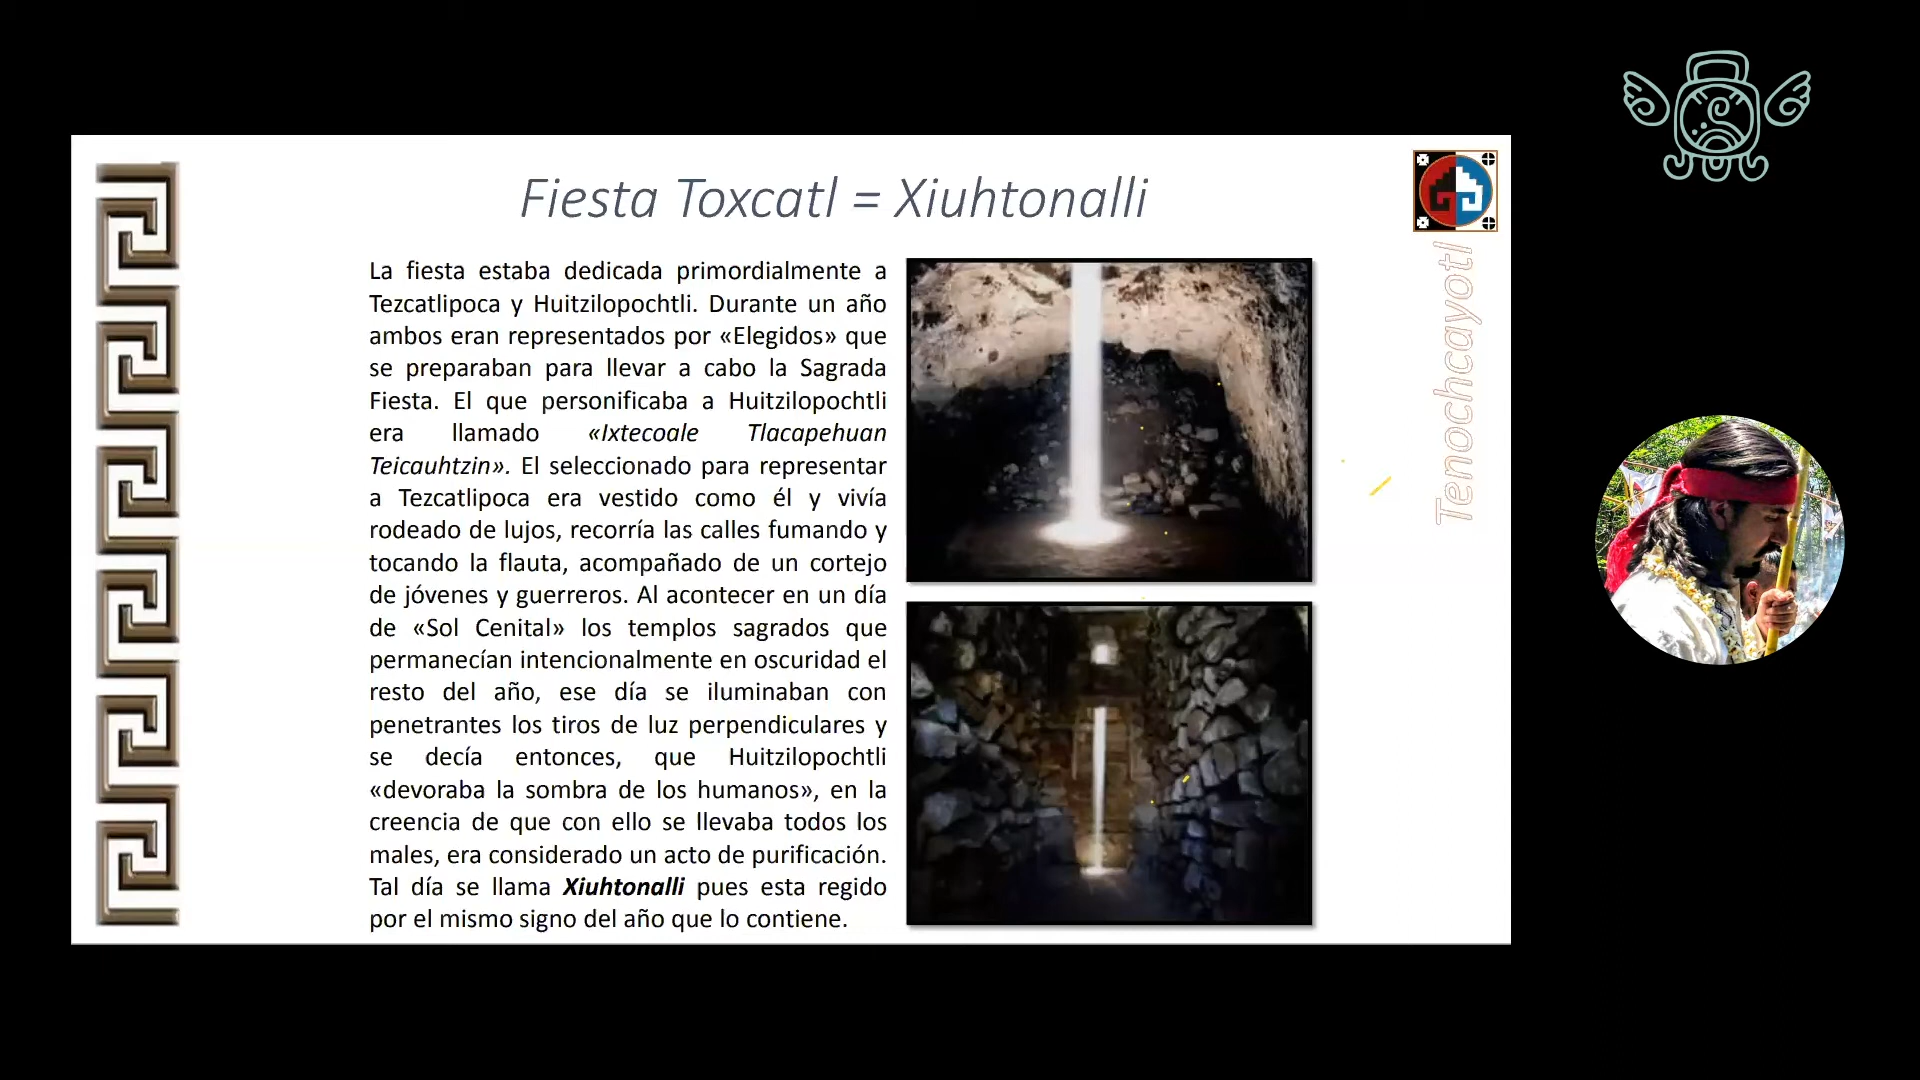 Fiesta Toxcatl = Xiuhtonalli
La fiesta estaba dedicada primordialmente a
Tezcatlipoca y Huitzilopochtli. Durante un año
ambos eran representados por «Elegidos» que
se preparaban para llevar a cabo la Sagrada
Fiesta. El que personificaba a Huitzilopochtli
era llamado «Ixtecoale Tlacapehuan
Teicauhtzin». El seleccionado para representar
a Tezcatlipoca era vestido como él y vivía
rodeado de lujos, recorría las calles fumando y
tocando la flauta, acompañado de un cortejo
de jóvenes y guerreros. Al acontecer en un día
de «Sol Cenital» los templos sagrados que
permanecían intencionalmente en oscuridad el
resto del año, ese día se iluminaban con
penetrantes los tiros de luz perpendiculares y
se decía entonces, que Huitzilopochtli
«devoraba la sombra de los humanos», en la
creencia de que con ello se llevaba todos los
males, era considerado un acto de purificación.
Tal día se llama Xiuhtonalli pues esta regido
por el mismo signo del año que lo contiene.
Tenochcayotl